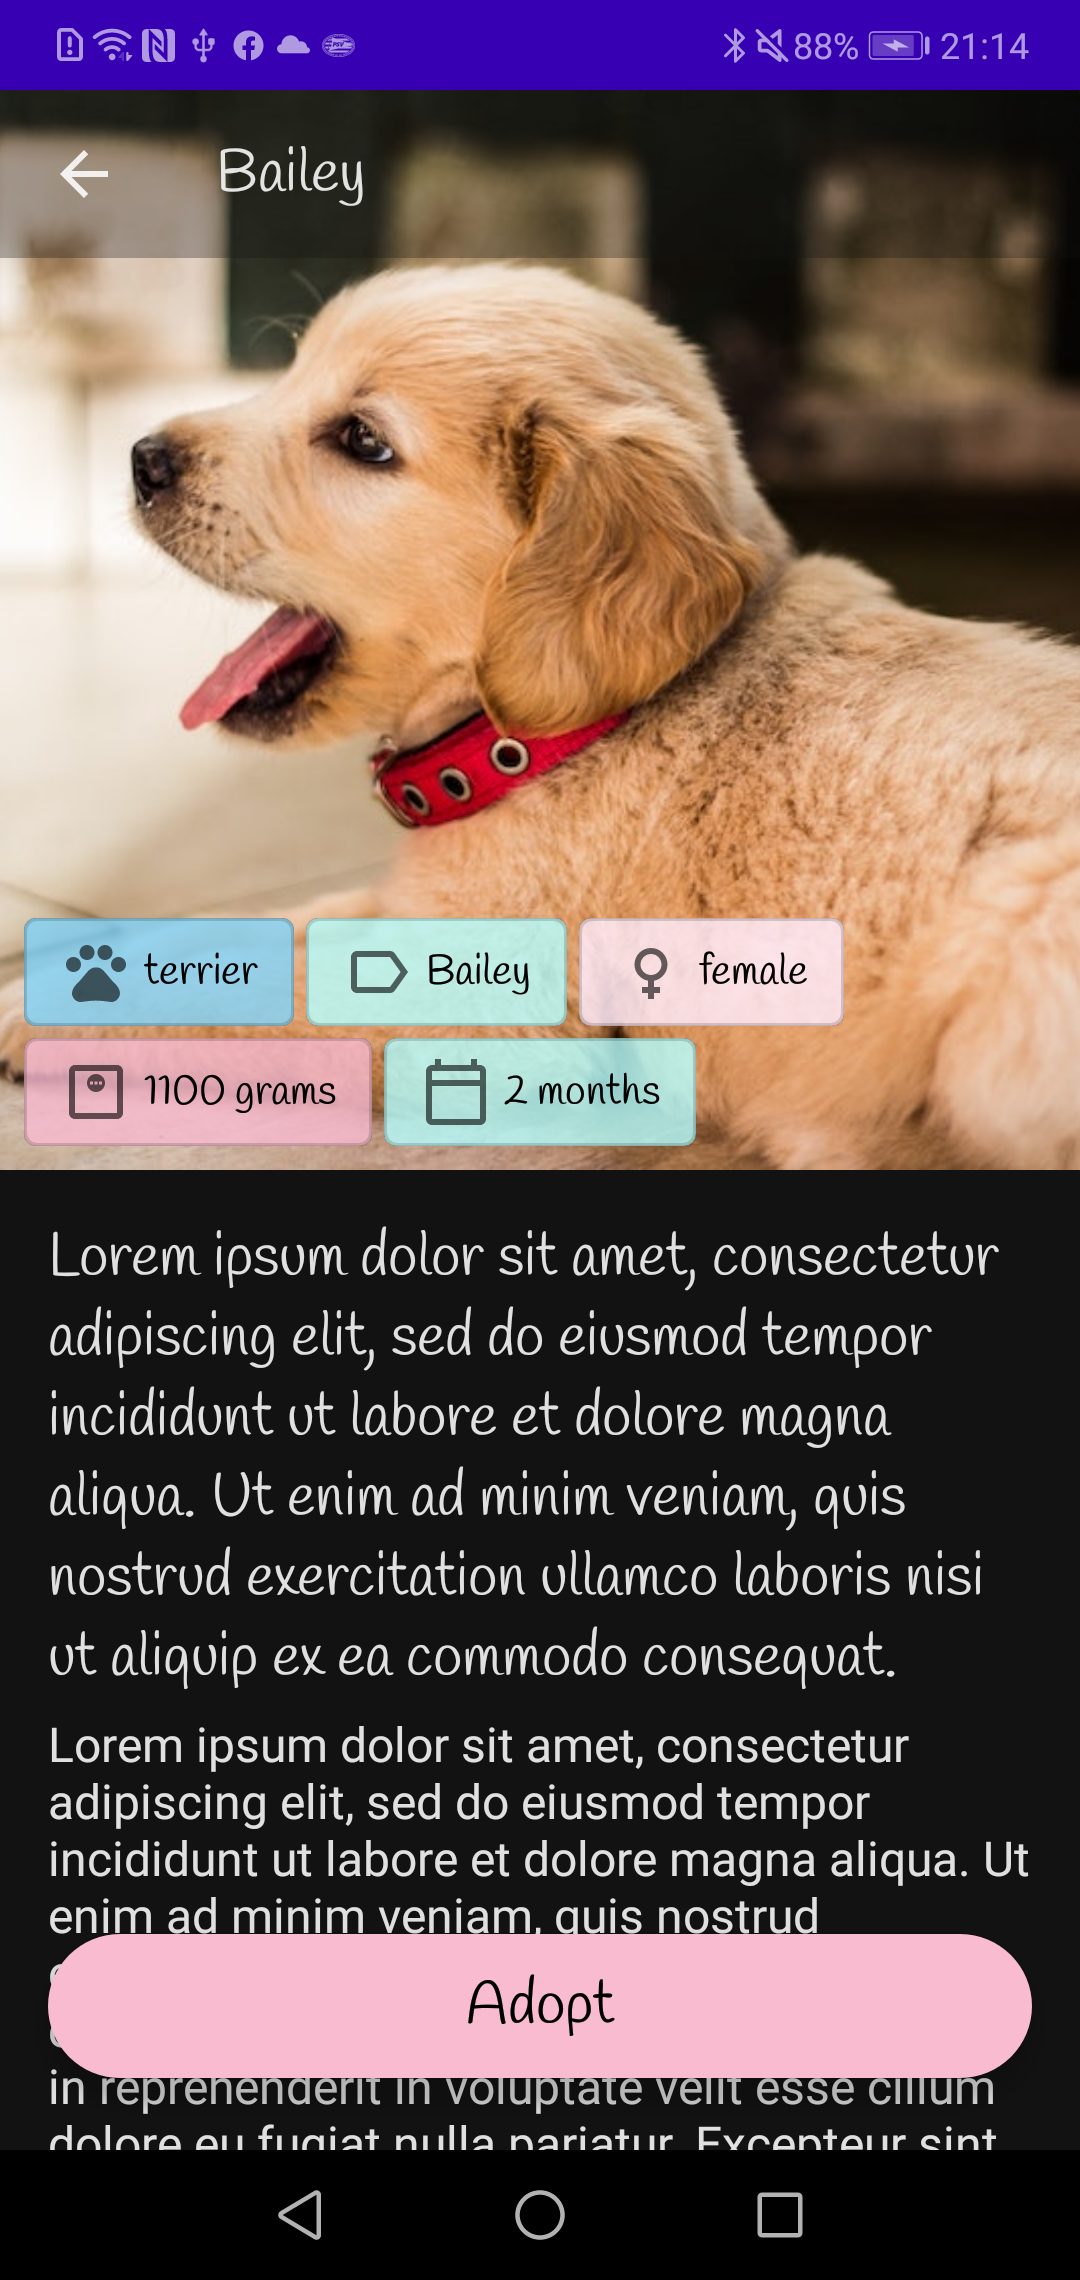 88% 21:14
Bailey
terrier Bailey female
1100 grams 2 months
Lorem ipsum dolor sit amet, consectetur
adipiscing elit, sed do eiusmod tempor
incididunt ut labore et dolore magna
aliqua. Ut enim ad minim veniam, quis
nostrud exercitation ullamco laboris nisi
ut aliquip ex ea commodo consequat.
Lorem ipsum dolor sit amet, consectetur
adipiscing elit, sed do eiusmod tempor
incididunt ut labore et dolore magna aliqua. Ut
enim ad minim veniam, quis nostrud
Adopt
in reprehenderit in voluptate velit esse cillum
dolore eu fugiat nulla pariatur. Excepteur sint